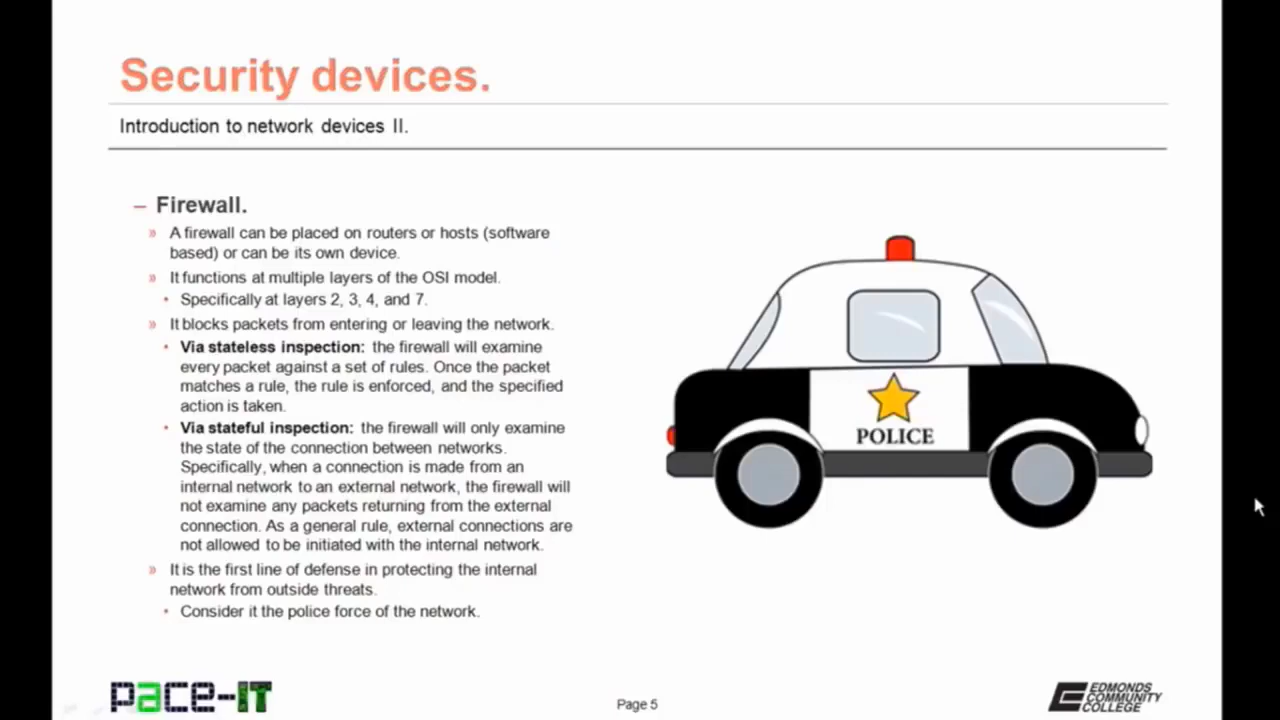 Security devices.
Introduction to network devices II.
– Firewall.
» A firewall can be placed on routers or hosts (software
based) or can be its own device.
» It functions at multiple layers of the OSI model.
• Specifically at layers 2, 3, 4, and 7.
» It blocks packets from entering or leaving the network.
• Via stateless inspection: the firewall will examine
every packet against a set of rules. Once the packet
matches a rule, the rule is enforced, and the specified
action is taken.
• Via stateful inspection: the firewall will only examine
the state of the connection between networks.
Specifically, when a connection is made from an
internal network to an external network, the firewall will
not examine any packets returning from the external
connection. As a general rule, external connections are
not allowed to be initiated with the internal network.
» It is the first line of defense in protecting the internal
network from outside threats.
• Consider it the police force of the network.
POLICE
pace-IT
Page 5
EDMONDS
COMMUNITY
COLLEGE